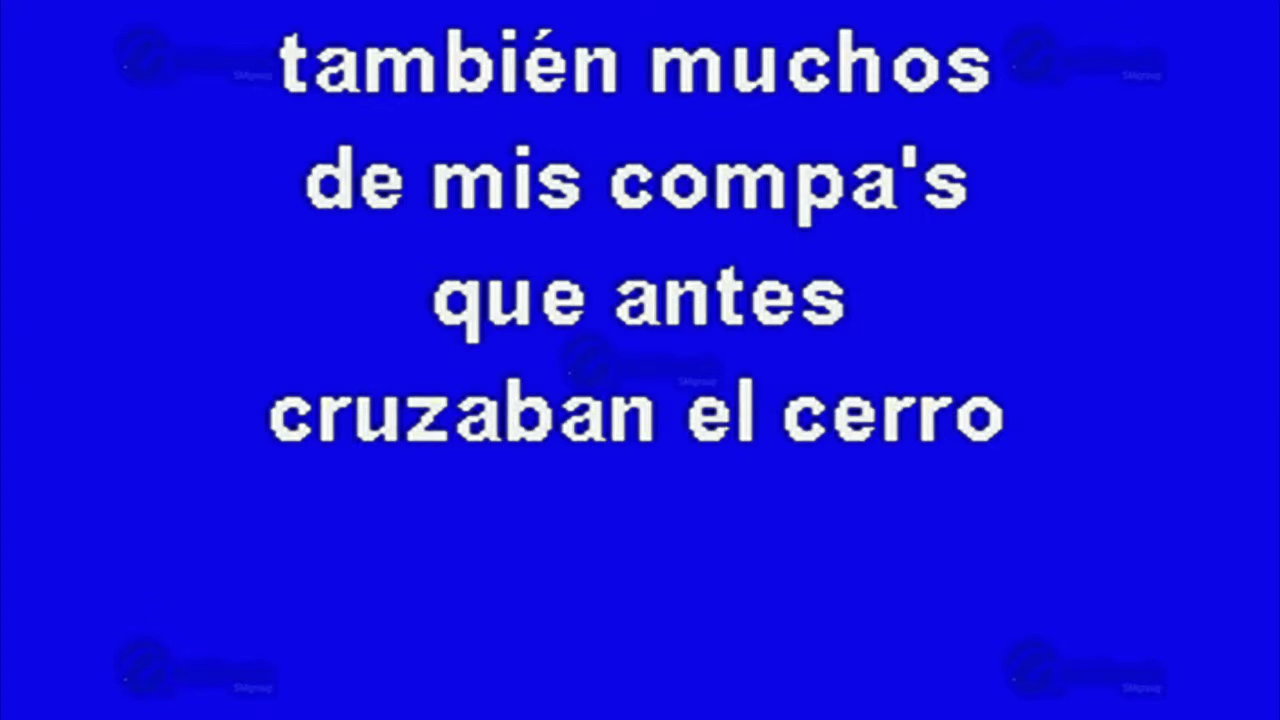 también muchos
de mis compa's
que antes
cruzaban el cerro